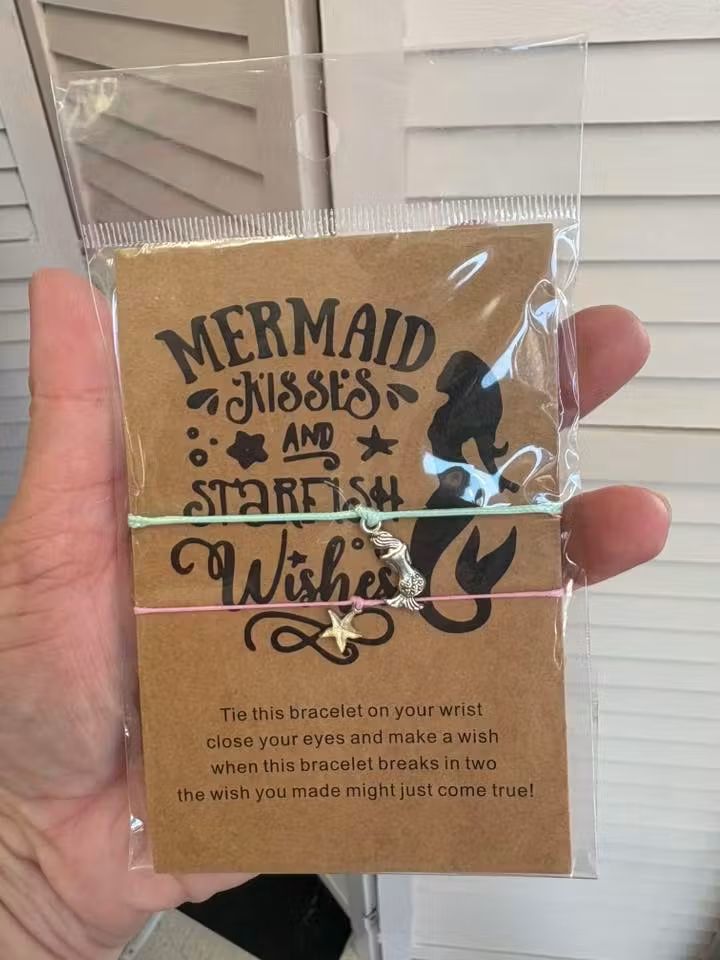 MERMAID
KISSES
AND
STARFISH
Wishes
Tie this bracelet on your wrist
close your eyes and make a wish
when this bracelet breaks in two
the wish you made might just come true!